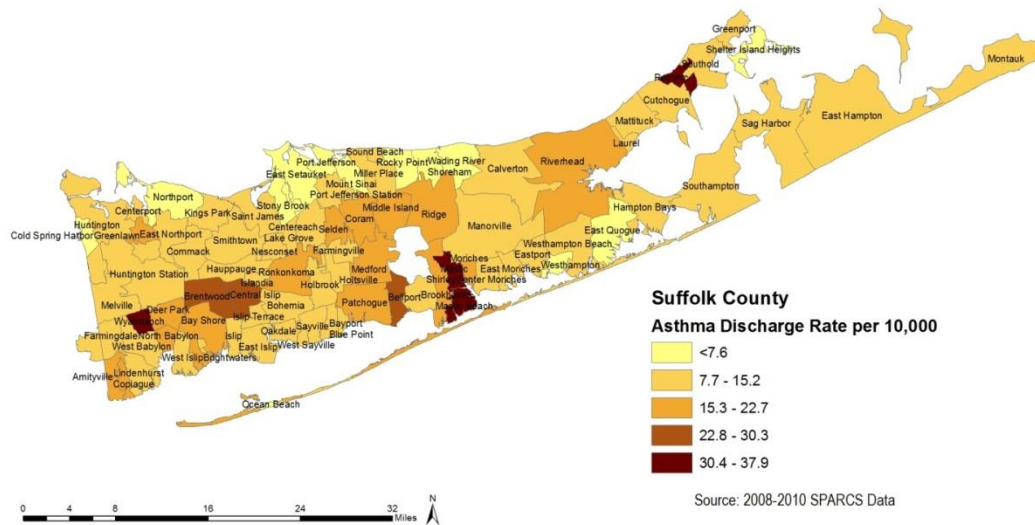 Greenport
Shelter Island Heights
Southold
Montauk
Cutchogue
East Hampton
Mattituck
Sag Harbor
Laurel
Sound Beach
Port Jefferson
Rocky Point
Wading River
Riverhead
East Setauket
Miller Place
Shoreham
Calverton
Mount Sinai
Southampton
Northport
Port Jefferson Station
Stony Brook
Middle Island
Ridge
Hampton Bays
Centerport
Kings Park
Saint James
Coram
Huntington
Centereach
Selden
Manorville
East Quogue
Cold Spring Harbor
Greenlawn
East Northport
Smithtown
Lake Grove
Westhampton Beach
Commack
Nesconset
Farmingville
Moriches
Eastport
Huntington Station
Hauppauge
Ronkonkoma
Medford
East Moriches
Westhampton
Islandia
Holbrook
Holtsville
Shirley
Center Moriches
Melville
Brentwood
Central Islip
Bohemia
Patchogue
Bellport
Deer Park
Bay Shore
Islip Terrace
Sayville
Bayport
Farmingdale
North Babylon
Islip
Oakdale
Blue Point
West Babylon
West Islip
Brightwaters
East Islip
West Sayville
Amityville
Lindenhurst
Copiague
Ocean Beach
Suffolk County
Asthma Discharge Rate per 10,000
<7.6
7.7 - 15.2
15.3 - 22.7
22.8 - 30.3
30.4 - 37.9
Source: 2008-2010 SPARCS Data
0 4 8 16 24 32
Miles
N